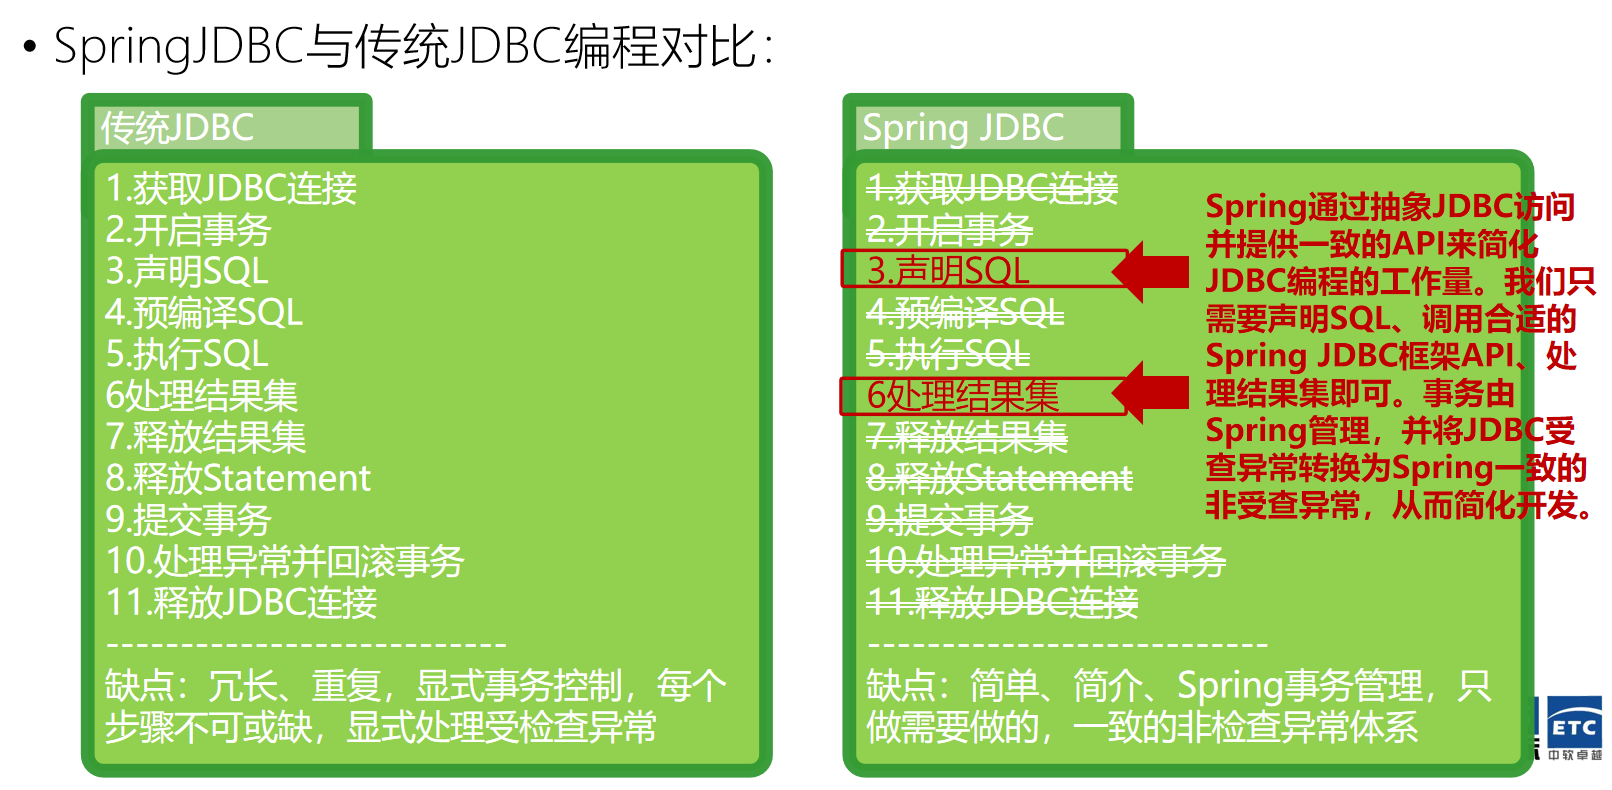 • SpringJDBC与传统JDBC编程对比：
传统JDBC
1.获取JDBC连接
2.开启事务
3.声明SQL
4.预编译SQL
5.执行SQL
6处理结果集
7.释放结果集
8.释放Statement
9.提交事务
10.处理异常并回滚事务
11.释放JDBC连接
---------------------------
缺点：冗长、重复，显式事务控制，每个
步骤不可或缺，显式处理受检查异常
Spring JDBC
1.获取JDBC连接
2.开启事务
3.声明SQL
4.预编译SQL
5.执行SQL
6处理结果集
7.释放结果集
8.释放Statement
9.提交事务
10.处理异常并回滚事务
11.释放JDBC连接
---------------------------
缺点：简单、简介、Spring事务管理，只
做需要做的，一致的非检查异常体系
Spring通过抽象JDBC访问
并提供一致的API来简化
JDBC编程的工作量。我们只
需要声明SQL、调用合适的
Spring JDBC框架API、处
理结果集即可。事务由
Spring管理，并将JDBC受
查异常转换为Spring一致的
非受查异常，从而简化开发。
ETC
中软卓越